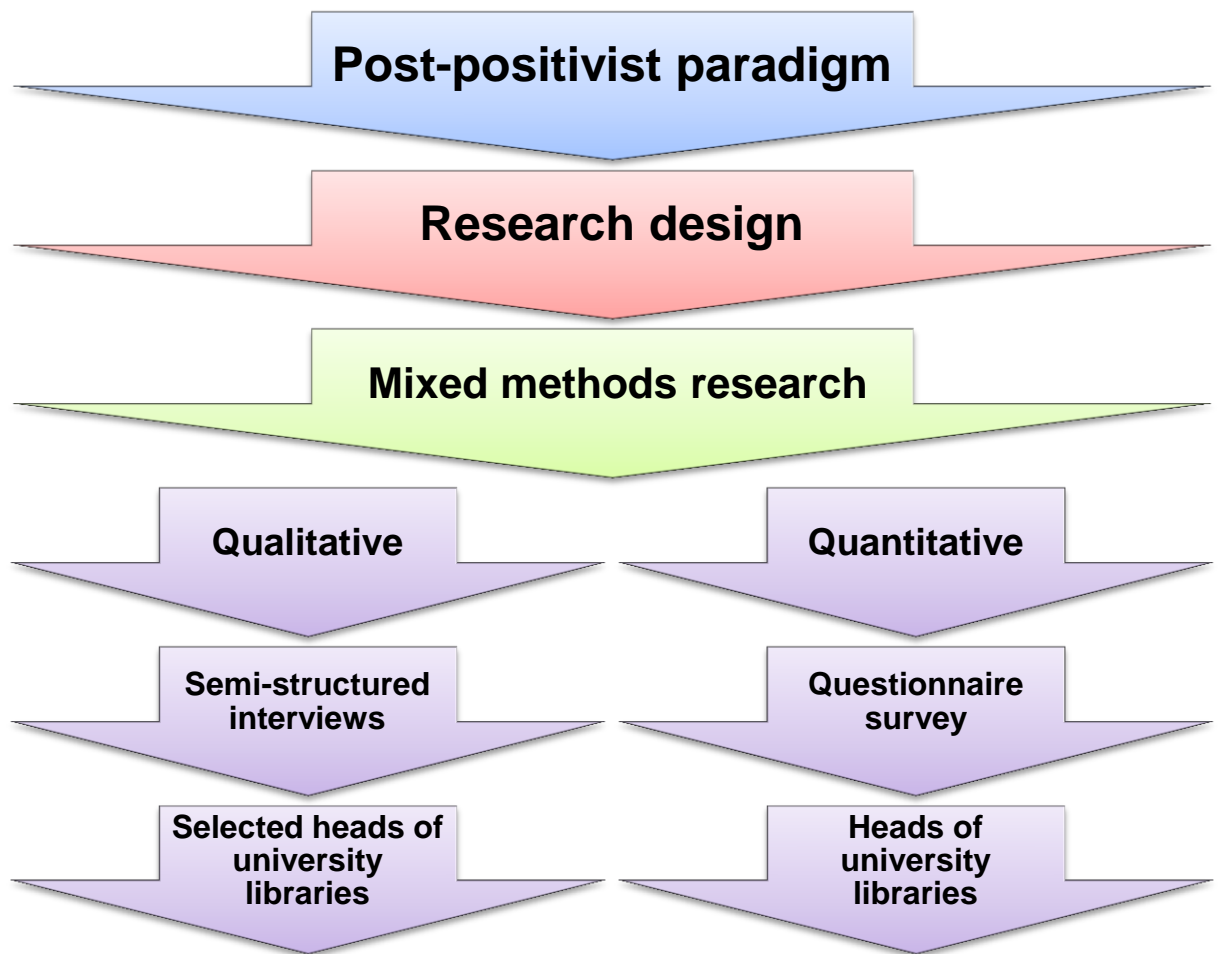 Post-positivist paradigm
Research design
Mixed methods research
Qualitative
Quantitative
Semi-structured
interviews
Questionnaire
survey
Selected heads of
university
libraries
Heads of
university
libraries